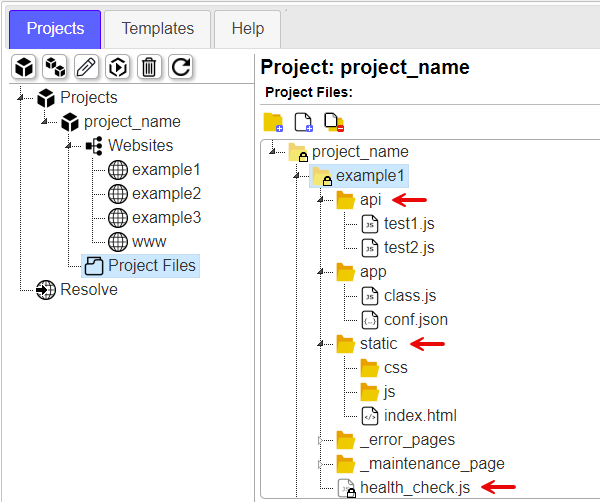 Projects Templates Help
Projects
project_name
Websites
example1
example2
example3
www
Project Files
Resolve
Project: project_name
Project Files:
project_name
example1
api
test1.js
test2.js
app
class.js
conf.json
static
css
js
index.html
_error_pages
_maintenance_page
health_check.js